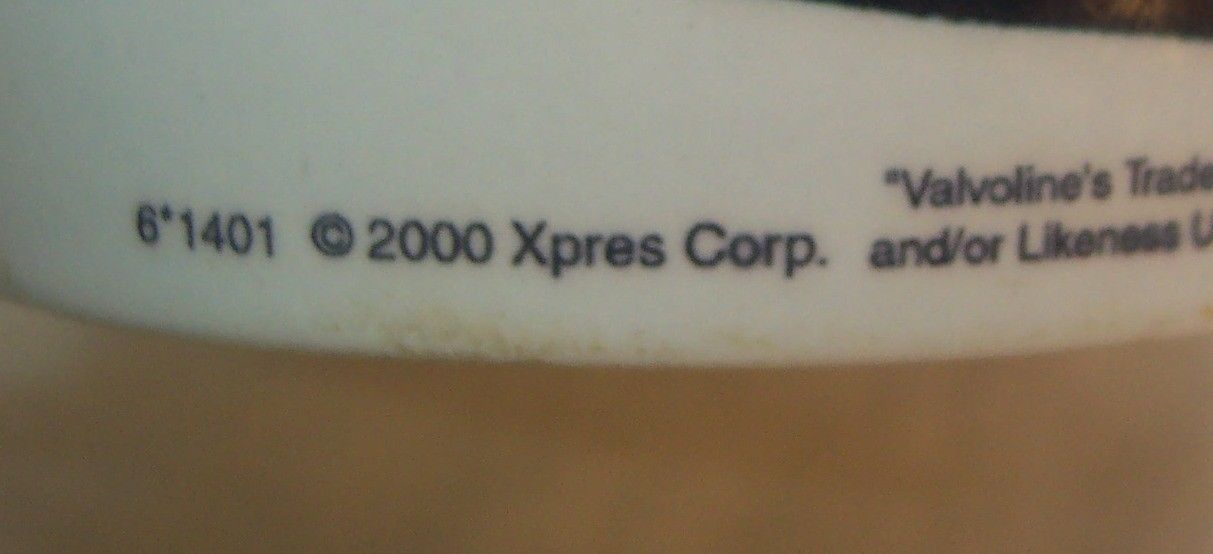 6*1401 © 2000 Xpres Corp.
"Valvoline's Trade
and/or Likeness U